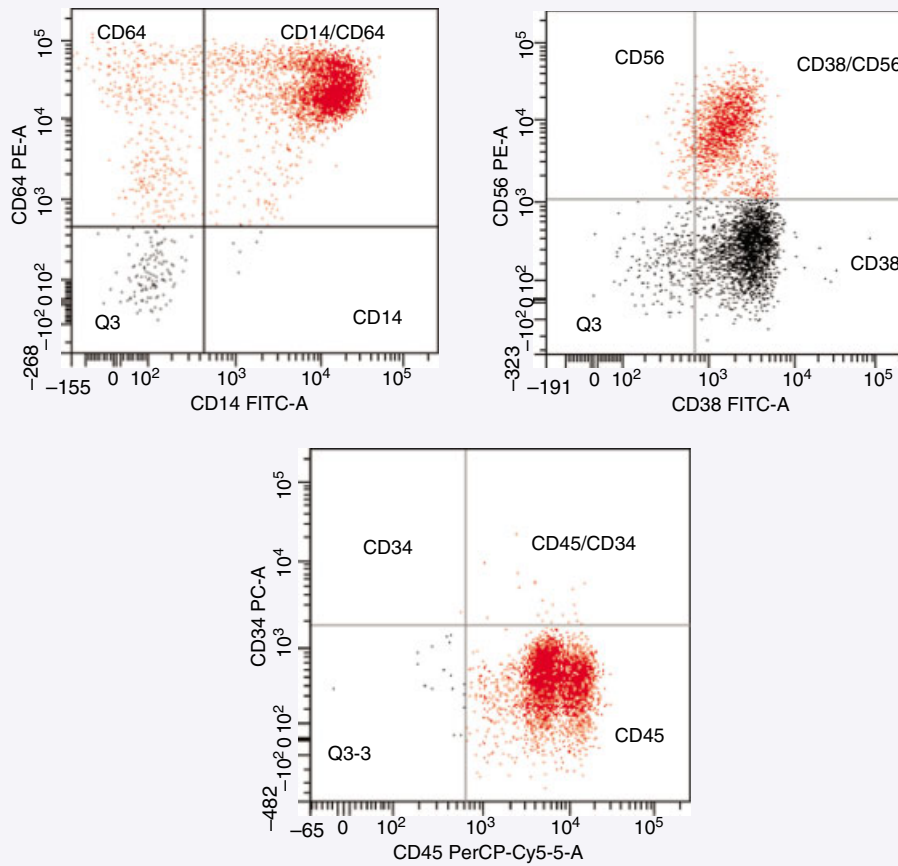 CD64 CD14/CD64
10^5
10^4
10^3
10^2
0
-10^2
-268
CD64 PE-A
Q3 CD14
-155 0 10^2 10^3 10^4 10^5
CD14 FITC-A
CD56 CD38/CD56
10^5
10^4
10^3
10^2
0
-10^2
-323
CD56 PE-A
CD38
Q3
-191 0 10^2 10^3 10^4 10^5
CD38 FITC-A
CD34 CD45/CD34
10^5
10^4
10^3
10^2
0
-10^2
-482
CD34 PC-A
CD45
Q3-3
-65 0 10^2 10^3 10^4 10^5
CD45 PerCP-Cy5-5-A